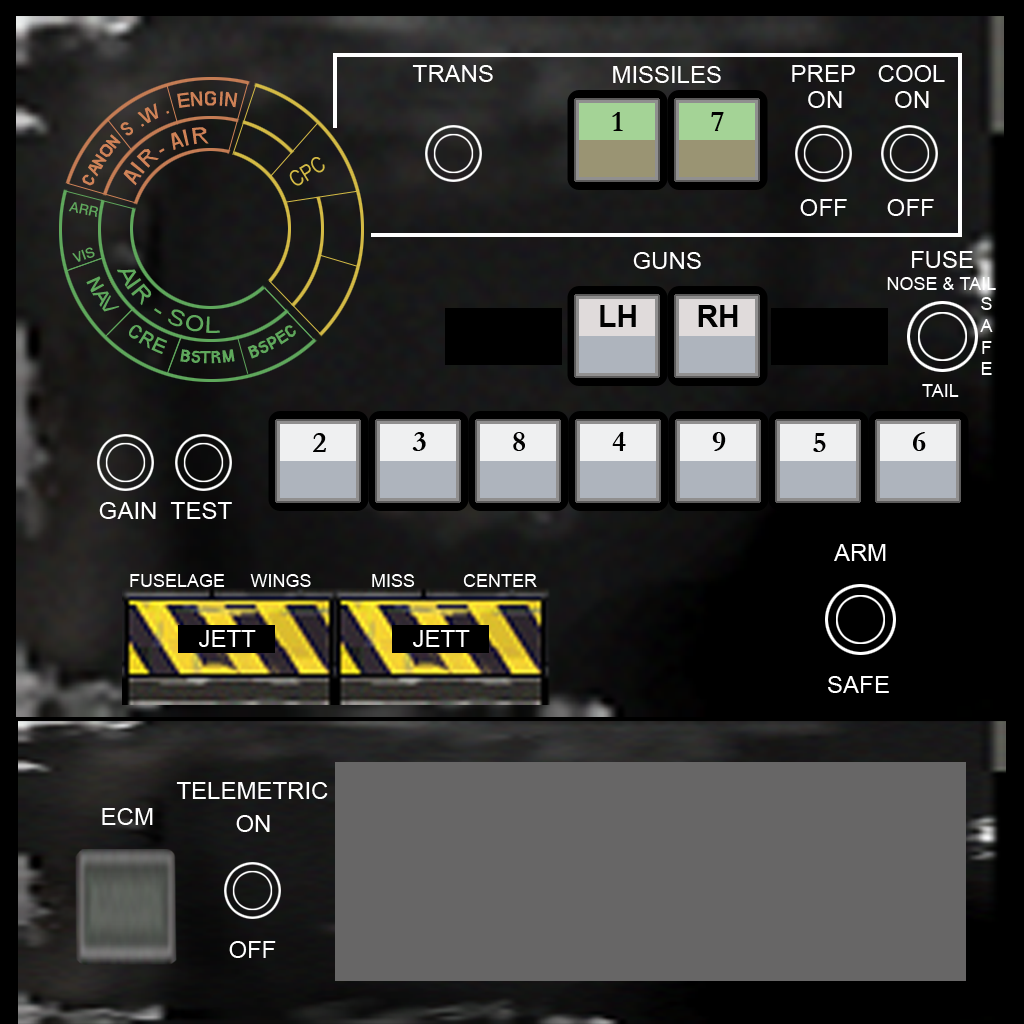 TRANS
MISSILES
PREP
ON
COOL
ON
1
7
OFF
OFF
CANON
S.W.
ENGIN
AIR-AIR
CPC
ARR
VIS
NAV
CRE
BSTRM
BSPEC
AIR-SOL
GUNS
LH
RH
FUSE
NOSE & TAIL
SAFE
TAIL
2
3
8
4
9
5
6
GAIN
TEST
FUSELAGE
WINGS
MISS
CENTER
JETT
JETT
ARM
SAFE
ECM
TELEMETRIC
ON
OFF